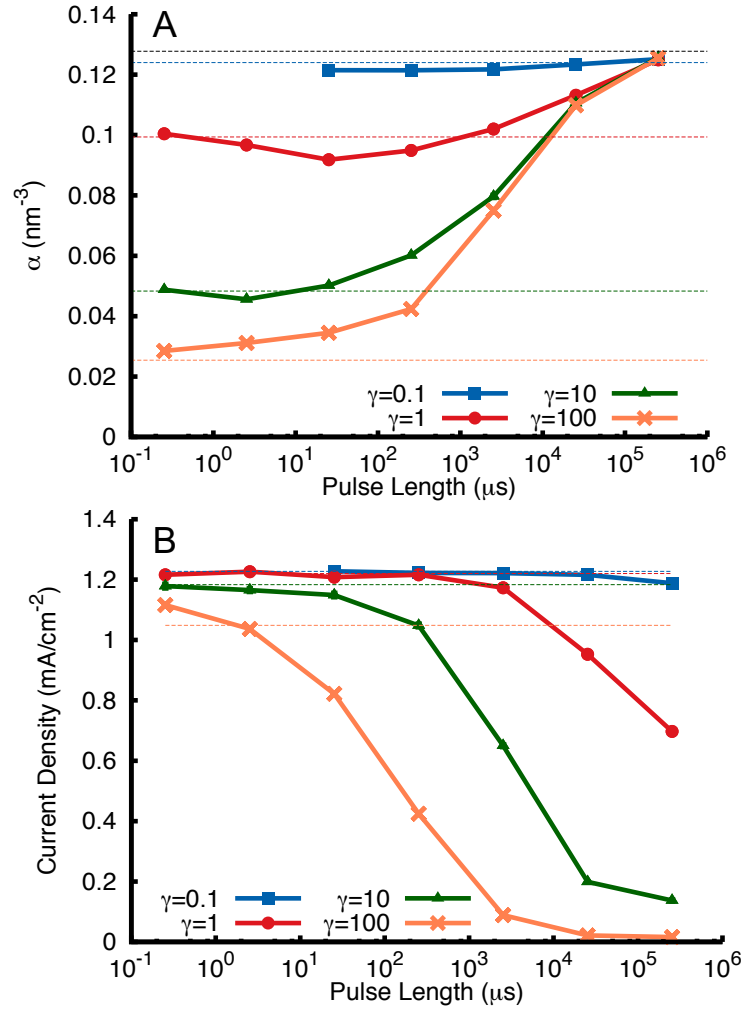 A
0.14
0.12
0.1
0.08
0.06
0.04
0.02
0
α (nm⁻³)
γ=0.1 γ=10
γ=1 γ=100
10⁻¹ 10⁰ 10¹ 10² 10³ 10⁴ 10⁵ 10⁶
Pulse Length (μs)
B
1.4
1.2
1
0.8
0.6
0.4
0.2
0
Current Density (mA/cm⁻²)
γ=0.1 γ=10
γ=1 γ=100
10⁻¹ 10⁰ 10¹ 10² 10³ 10⁴ 10⁵ 10⁶
Pulse Length (μs)